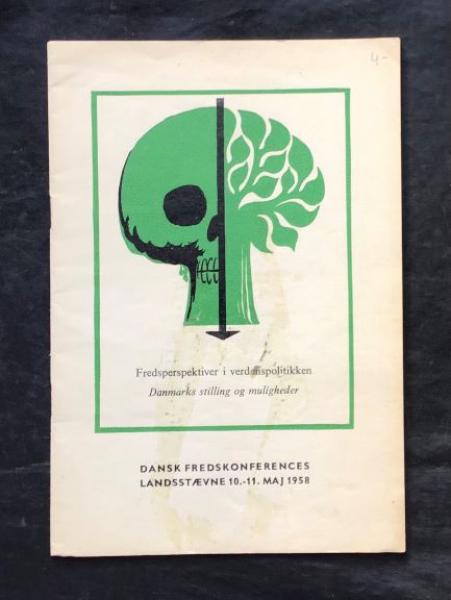 4-
Fredsperspektiver i verdenspolitikken
Danmarks stilling og muligheder
DANSK FREDSKONFERENCES
LANDSSTÆVNE 10.-11. MAJ 1958